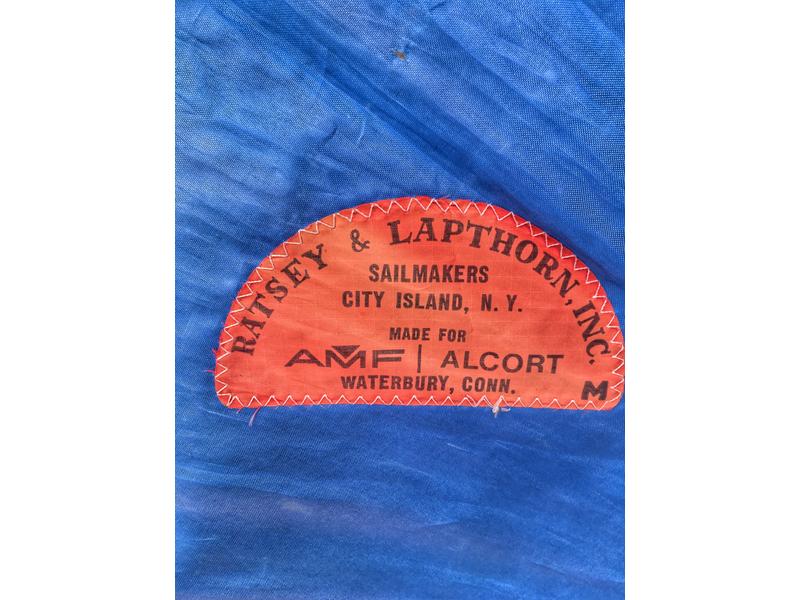 RATSEY & LAPTHORN, INC.
SAILMAKERS
CITY ISLAND, N. Y.
MADE FOR
AMF | ALCORT
WATERBURY, CONN.
M